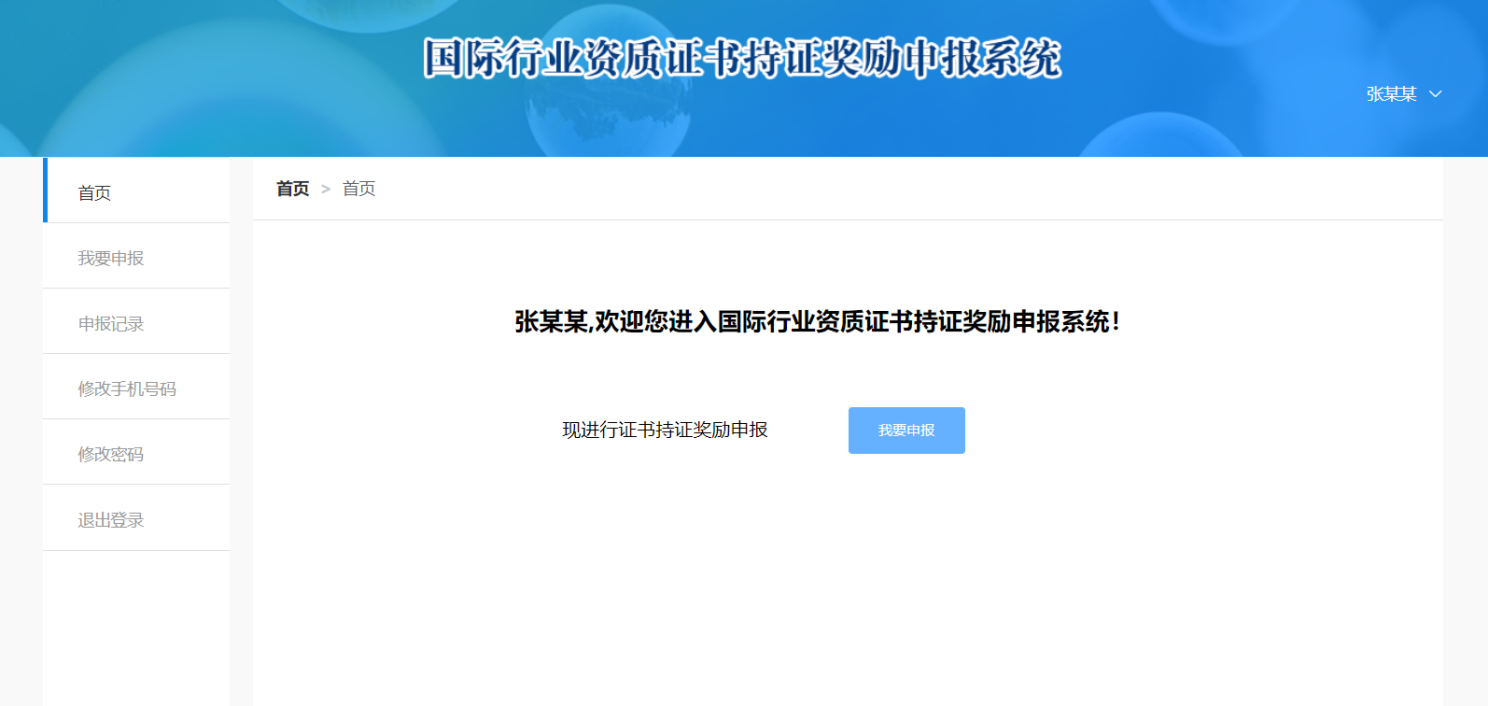 国际行业资质证书持证奖励申报系统
张某某
首页
我要申报
申报记录
修改手机号码
修改密码
退出登录
首页 > 首页
张某某,欢迎您进入国际行业资质证书持证奖励申报系统！
现进行证书持证奖励申报 我要申报